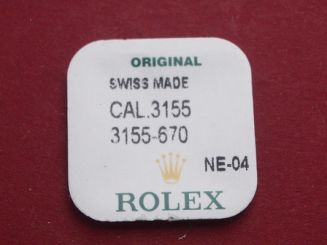 ORIGINAL
SWISS MADE
CAL.3155
3155-670
NE-04
ROLEX